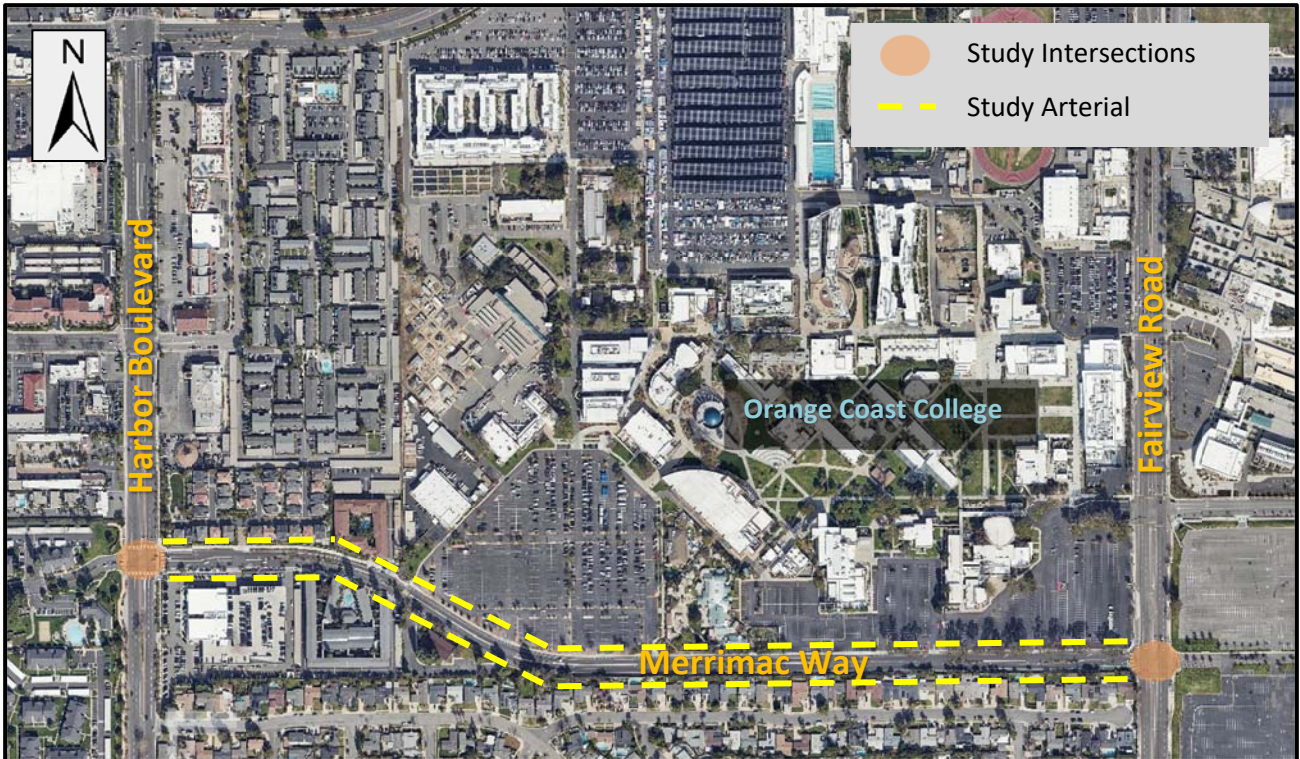 N
Study Intersections
Study Arterial
Harbor Boulevard
Fairview Road
Orange Coast College
Merrimac Way